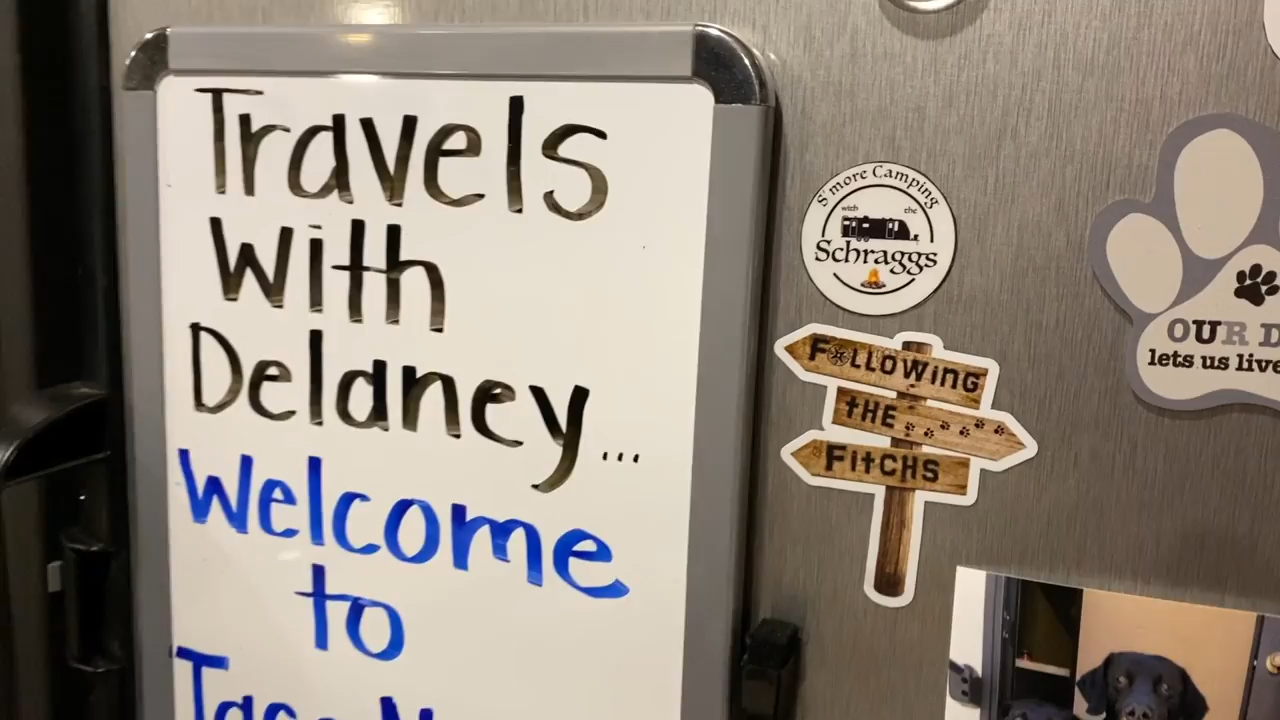 Travels
With
Delaney...
Welcome
to
S'more Camping
with the
Schraggs
FOLLOWING
THE
FITCHS
OUR
lets us live